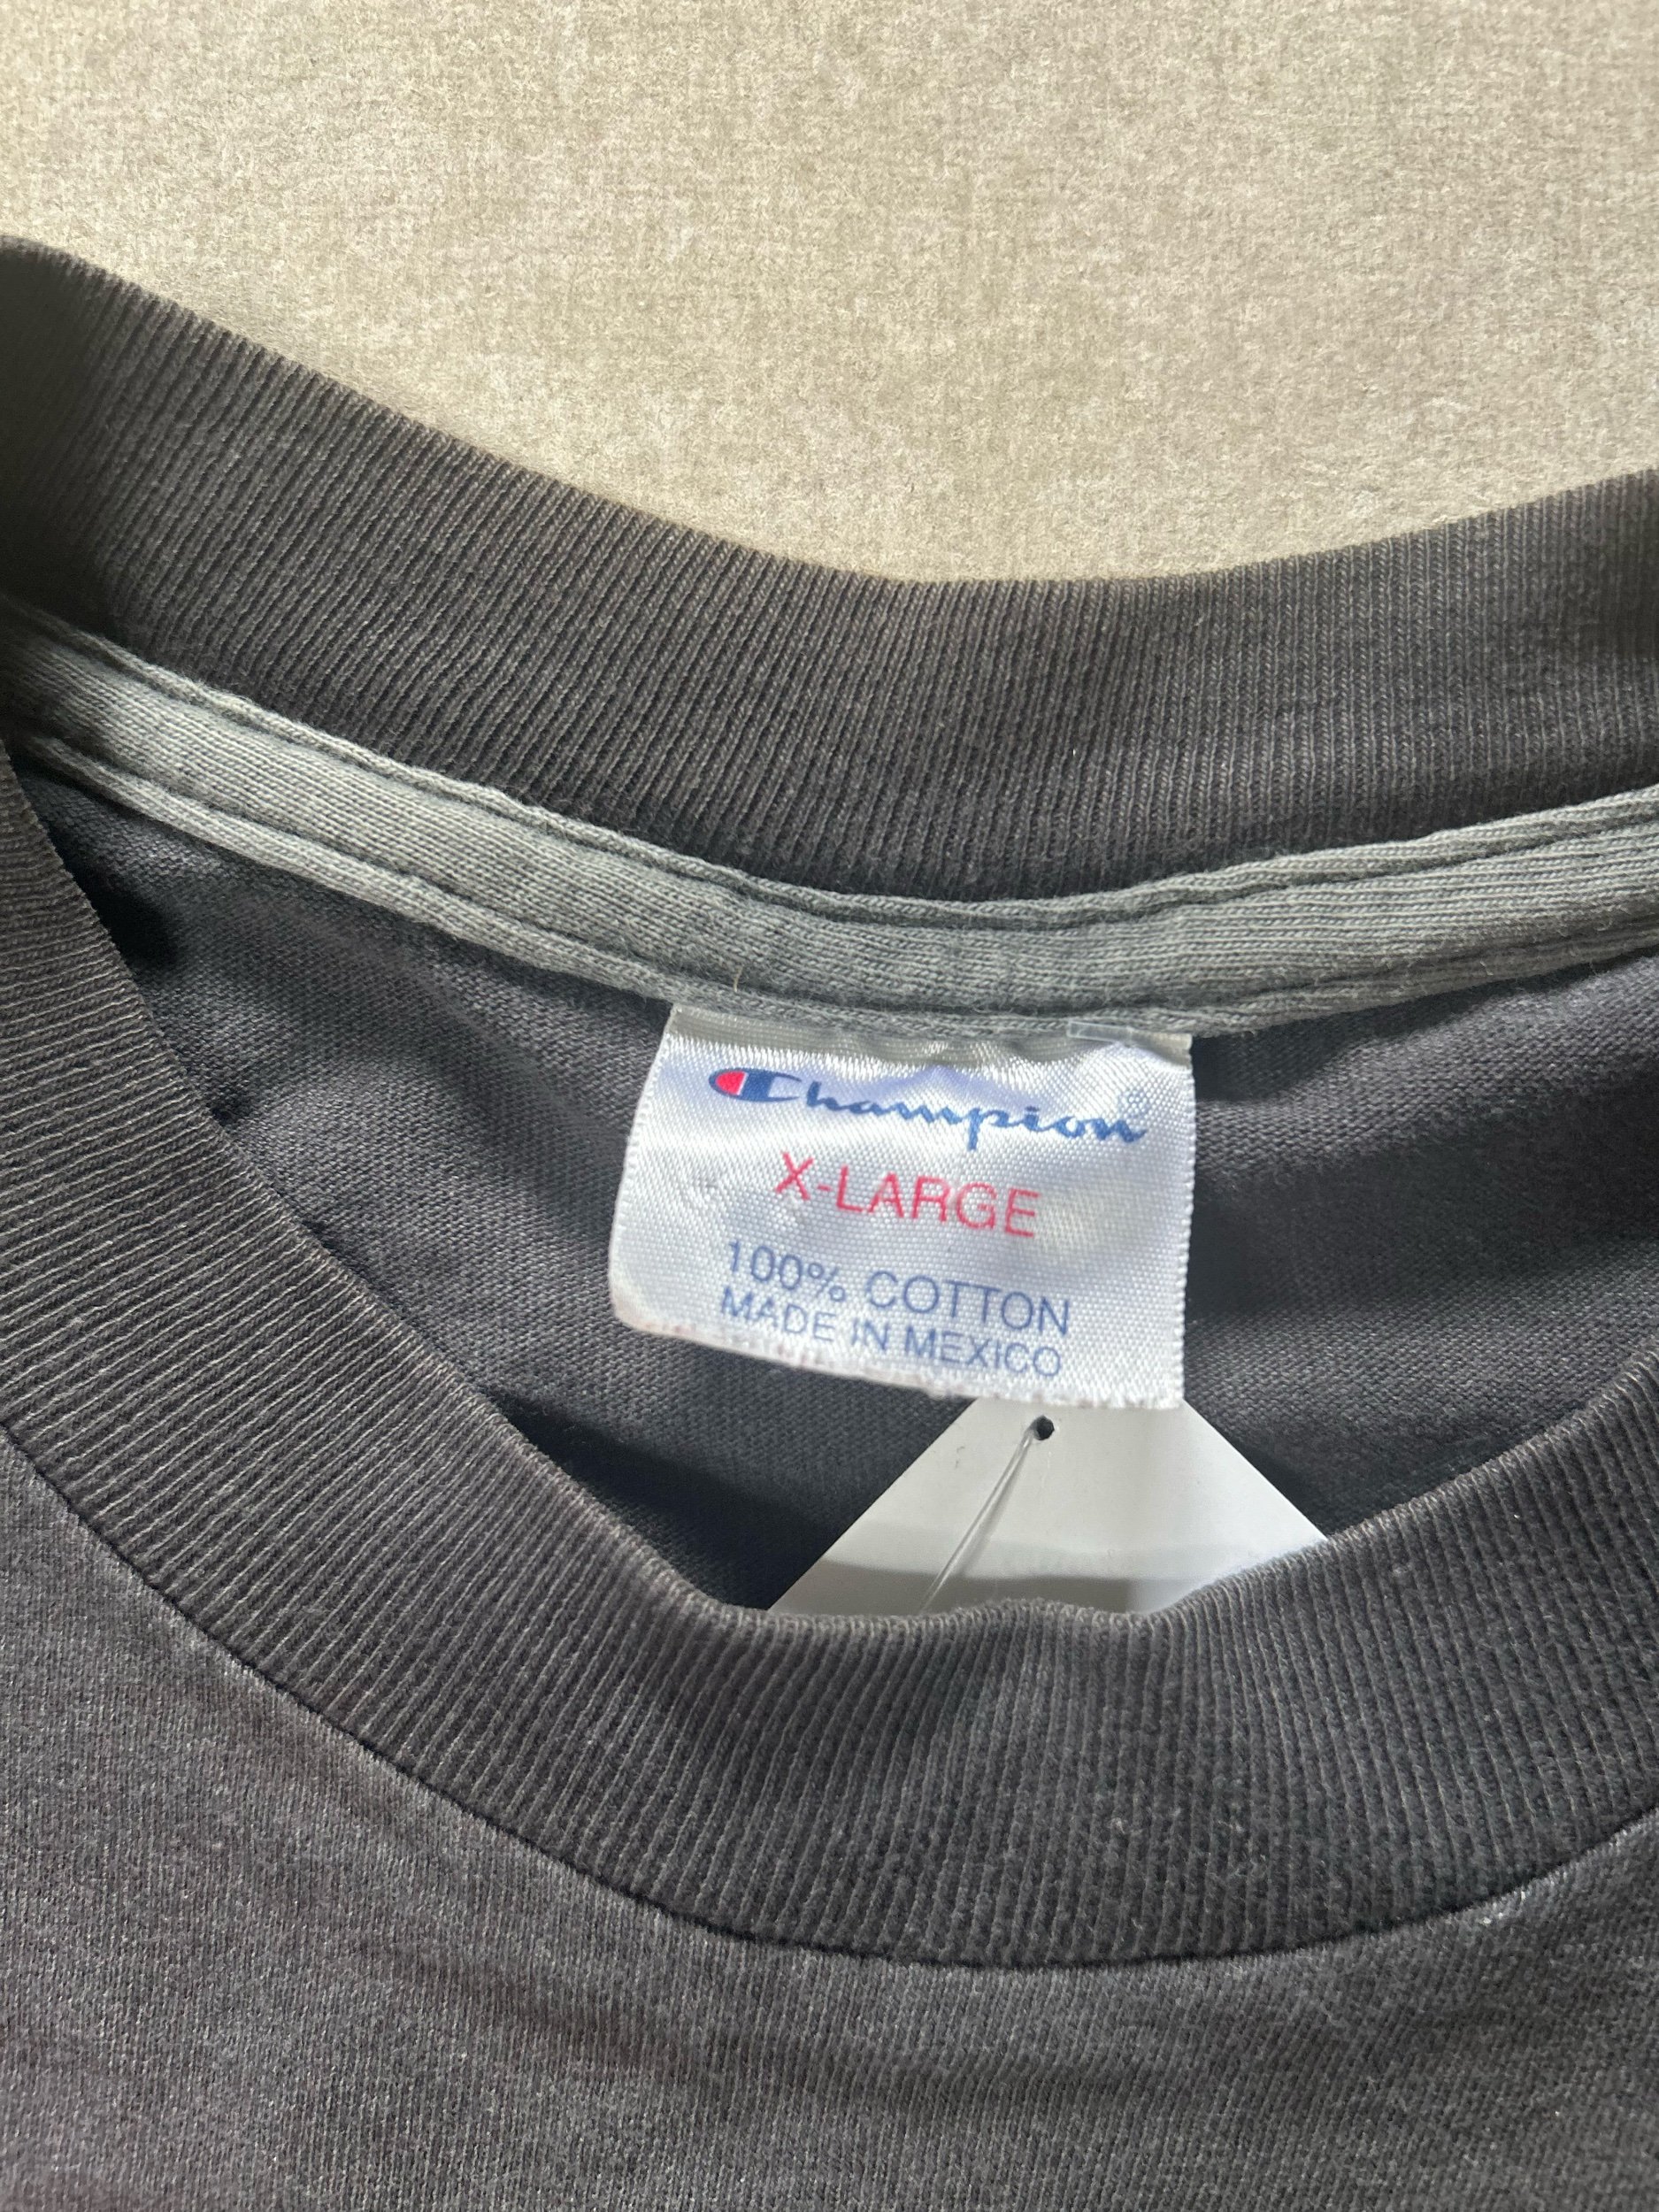 Champion®
X-LARGE
100% COTTON
MADE IN MEXICO